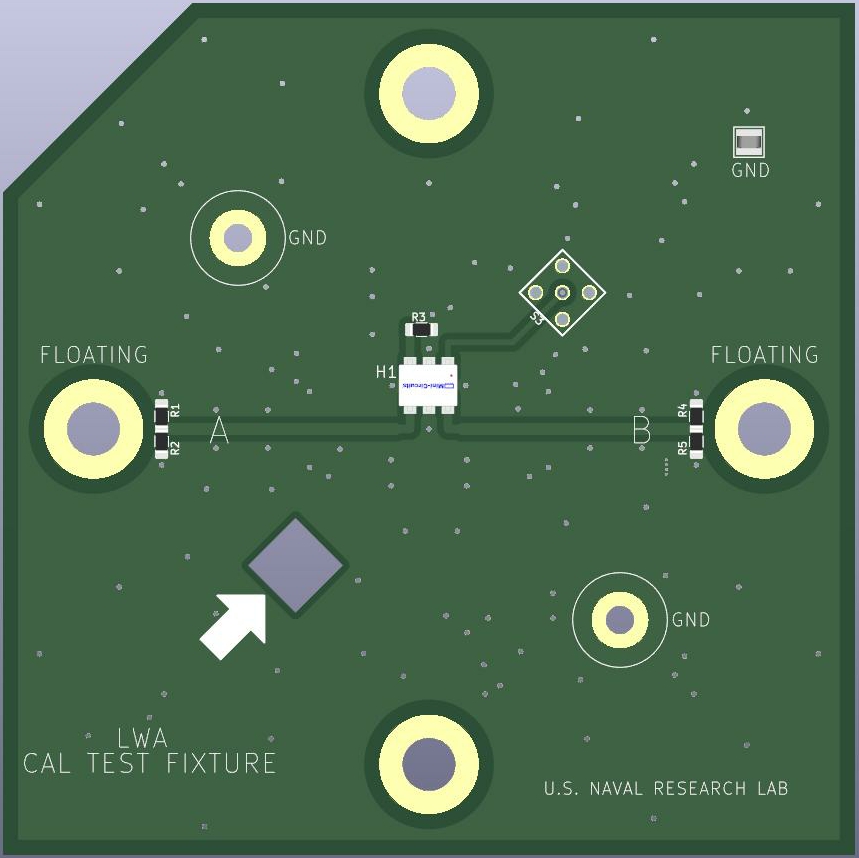 GND
GND
S3
R3
FLOATING
FLOATING
H1
Mini-Circuits
R1
R4
A
B
R2
R5
GND
LWA
CAL TEST FIXTURE
U.S. NAVAL RESEARCH LAB